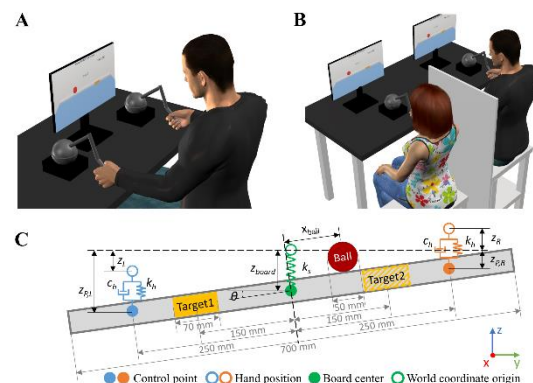 A
B
C
x_ball
z_l
c_h
k_h
z_P,l
z_board
k_s
θ
Ball
c_h
k_h
z_R
z_P,R
Target1
Target2
70 mm
50 mm
150 mm
150 mm
250 mm
250 mm
700 mm
z
x
y
Control point
Hand position
Board center
World coordinate origin